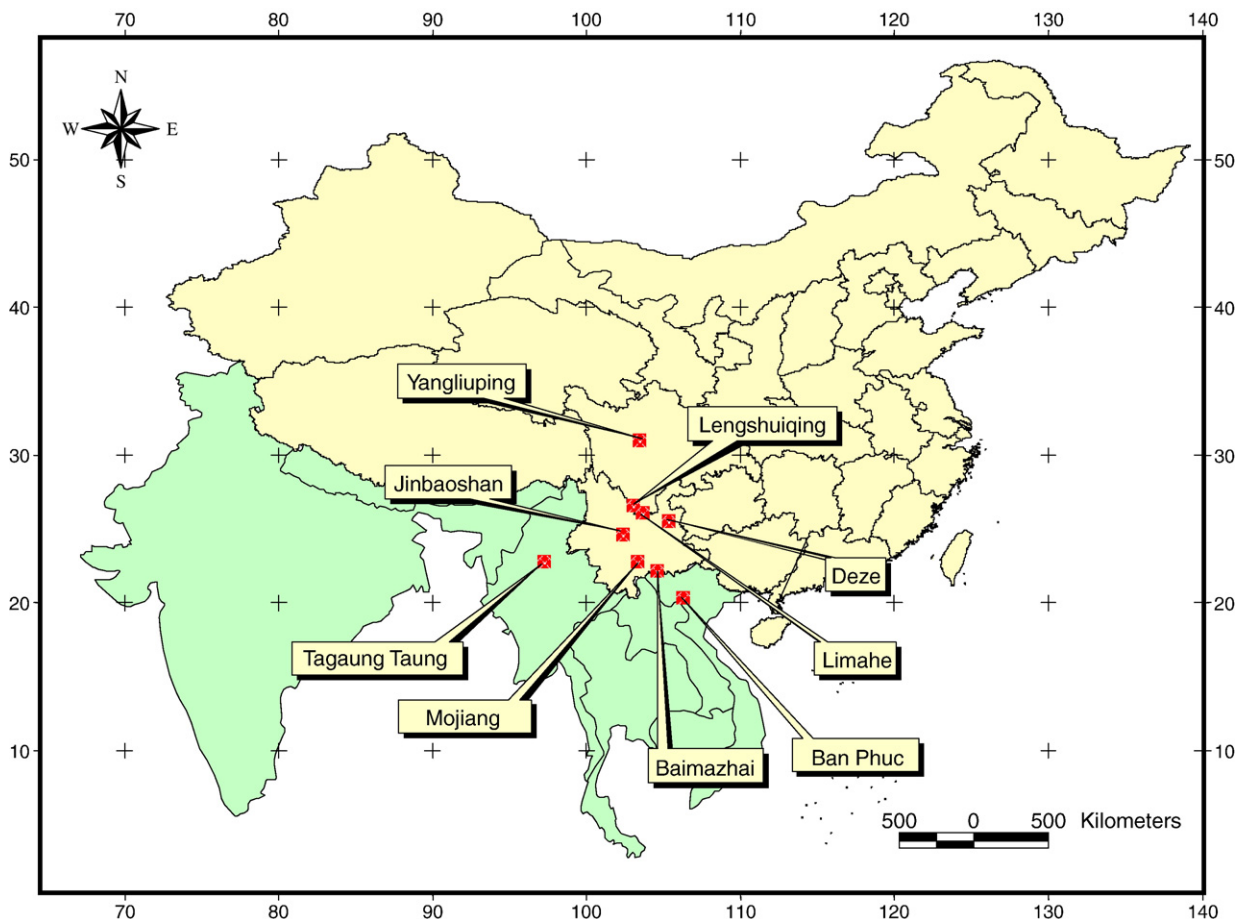 70 80 90 100 110 120 130 140
N
W E
S
50 50
40 40
Yangliuping
Lengshuiqing
30 30
Jinbaoshan
Deze
20 20
Tagaung Taung
Limahe
Mojiang
10 10
Baimazhai
Ban Phuc
500 0 500 Kilometers
70 80 90 100 110 120 130 140